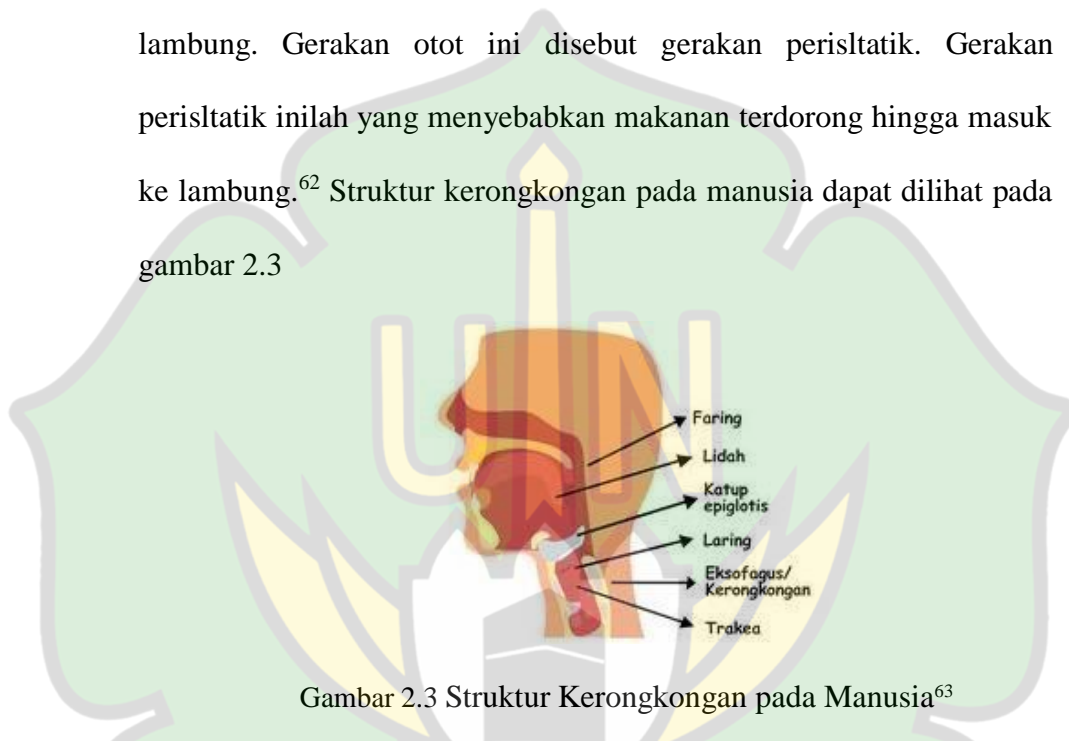 lambung. Gerakan otot ini disebut gerakan perisltatik. Gerakan
perisltatik inilah yang menyebabkan makanan terdorong hingga masuk
ke lambung.⁶² Struktur kerongkongan pada manusia dapat dilihat pada
gambar 2.3
UIN
Faring
Lidah
Katup
epiglotis
Laring
Eksofagus/
Kerongkongan
Trakea
Gambar 2.3 Struktur Kerongkongan pada Manusia⁶³